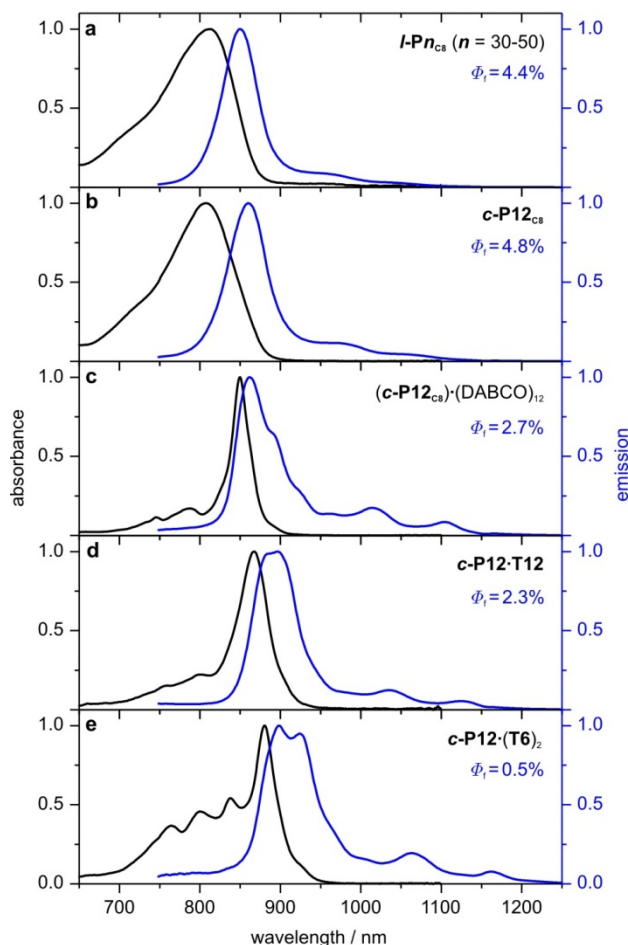 a
l-PnC8 (n = 30-50)
Φf = 4.4%
1.0
0.5
1.0
0.5
b
c-P12C8
Φf = 4.8%
1.0
0.5
1.0
0.5
c
(c-P12C8)·(DABCO)12
Φf = 2.7%
1.0
0.5
1.0
0.5
absorbance
emission
d
c-P12·T12
Φf = 2.3%
1.0
0.5
1.0
0.5
e
c-P12·(T6)2
Φf = 0.5%
1.0
0.5
0.0
1.0
0.5
0.0
700 800 900 1000 1100 1200
wavelength / nm